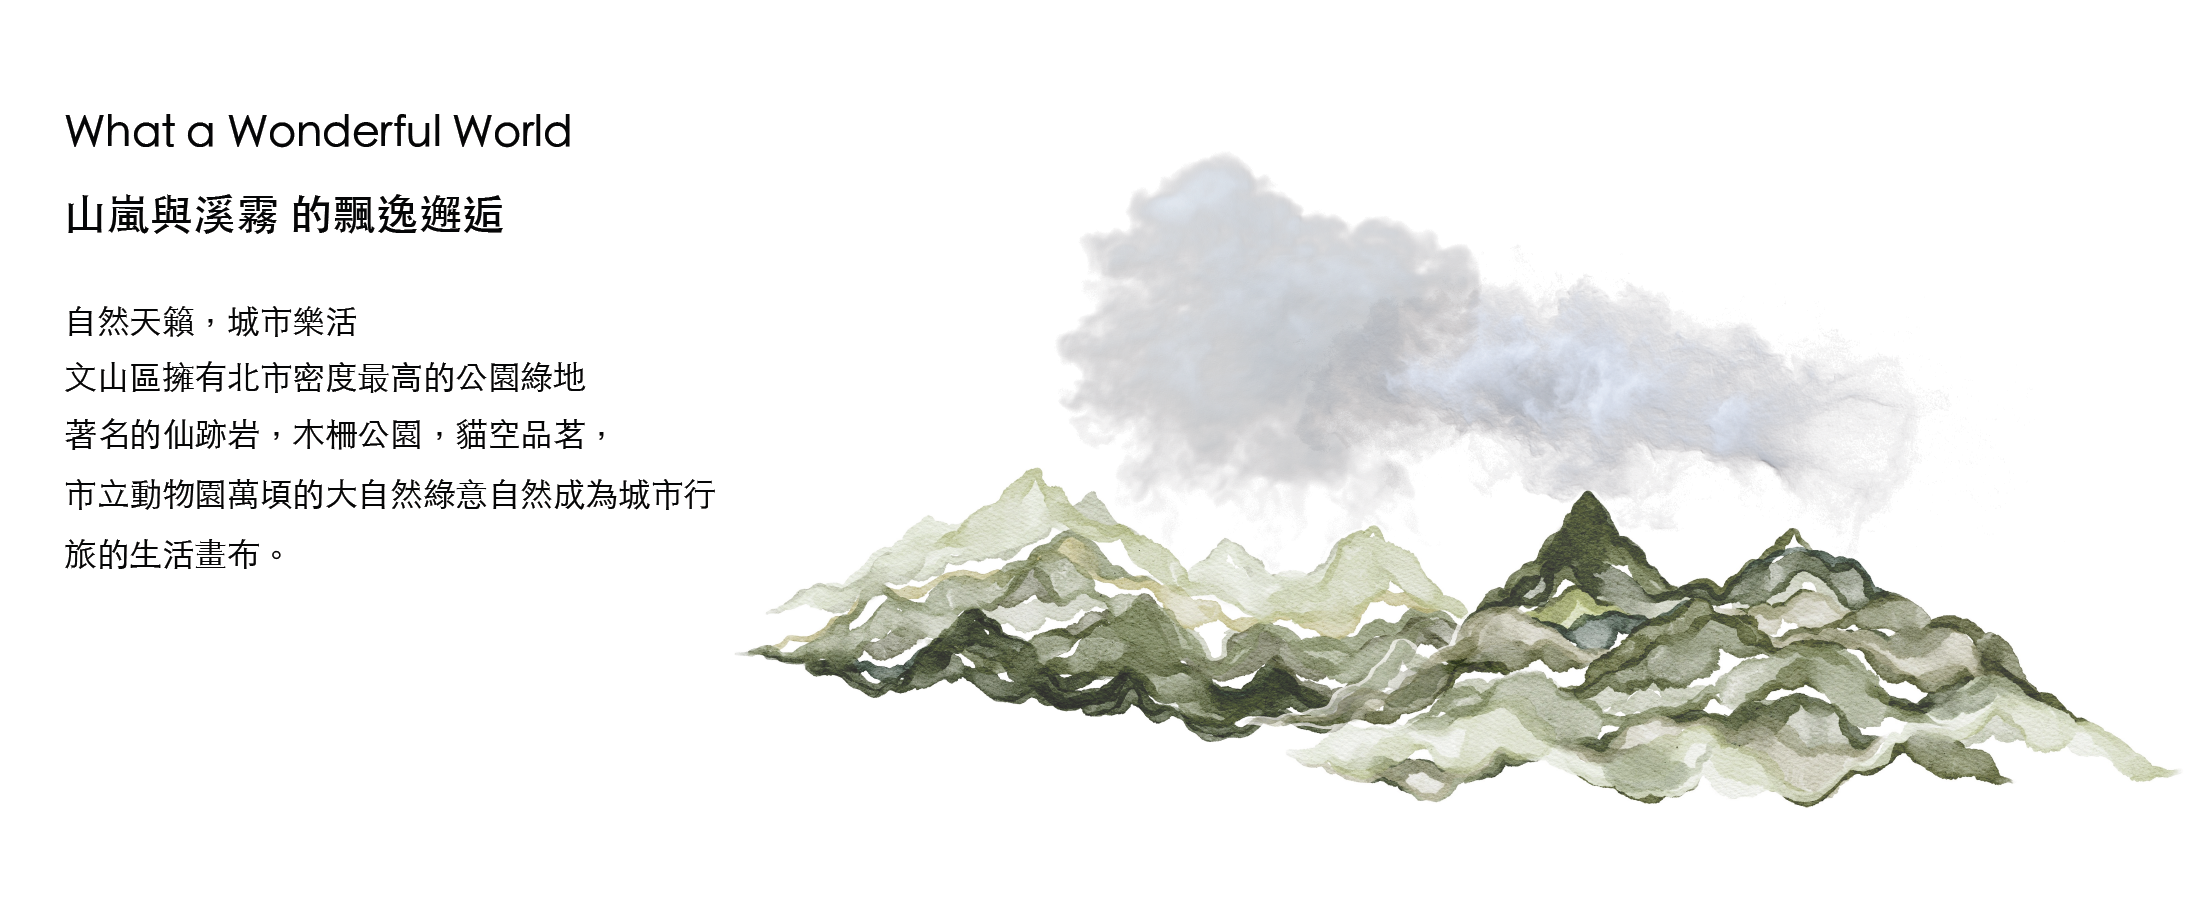 What a Wonderful World
山嵐與溪霧 的飄逸邂逅
自然天籟，城市樂活
文山區擁有北市密度最高的公園綠地
著名的仙跡岩，木柵公園，貓空品茗，
市立動物園萬頃的大自然綠意自然成為城市行
旅的生活畫布。